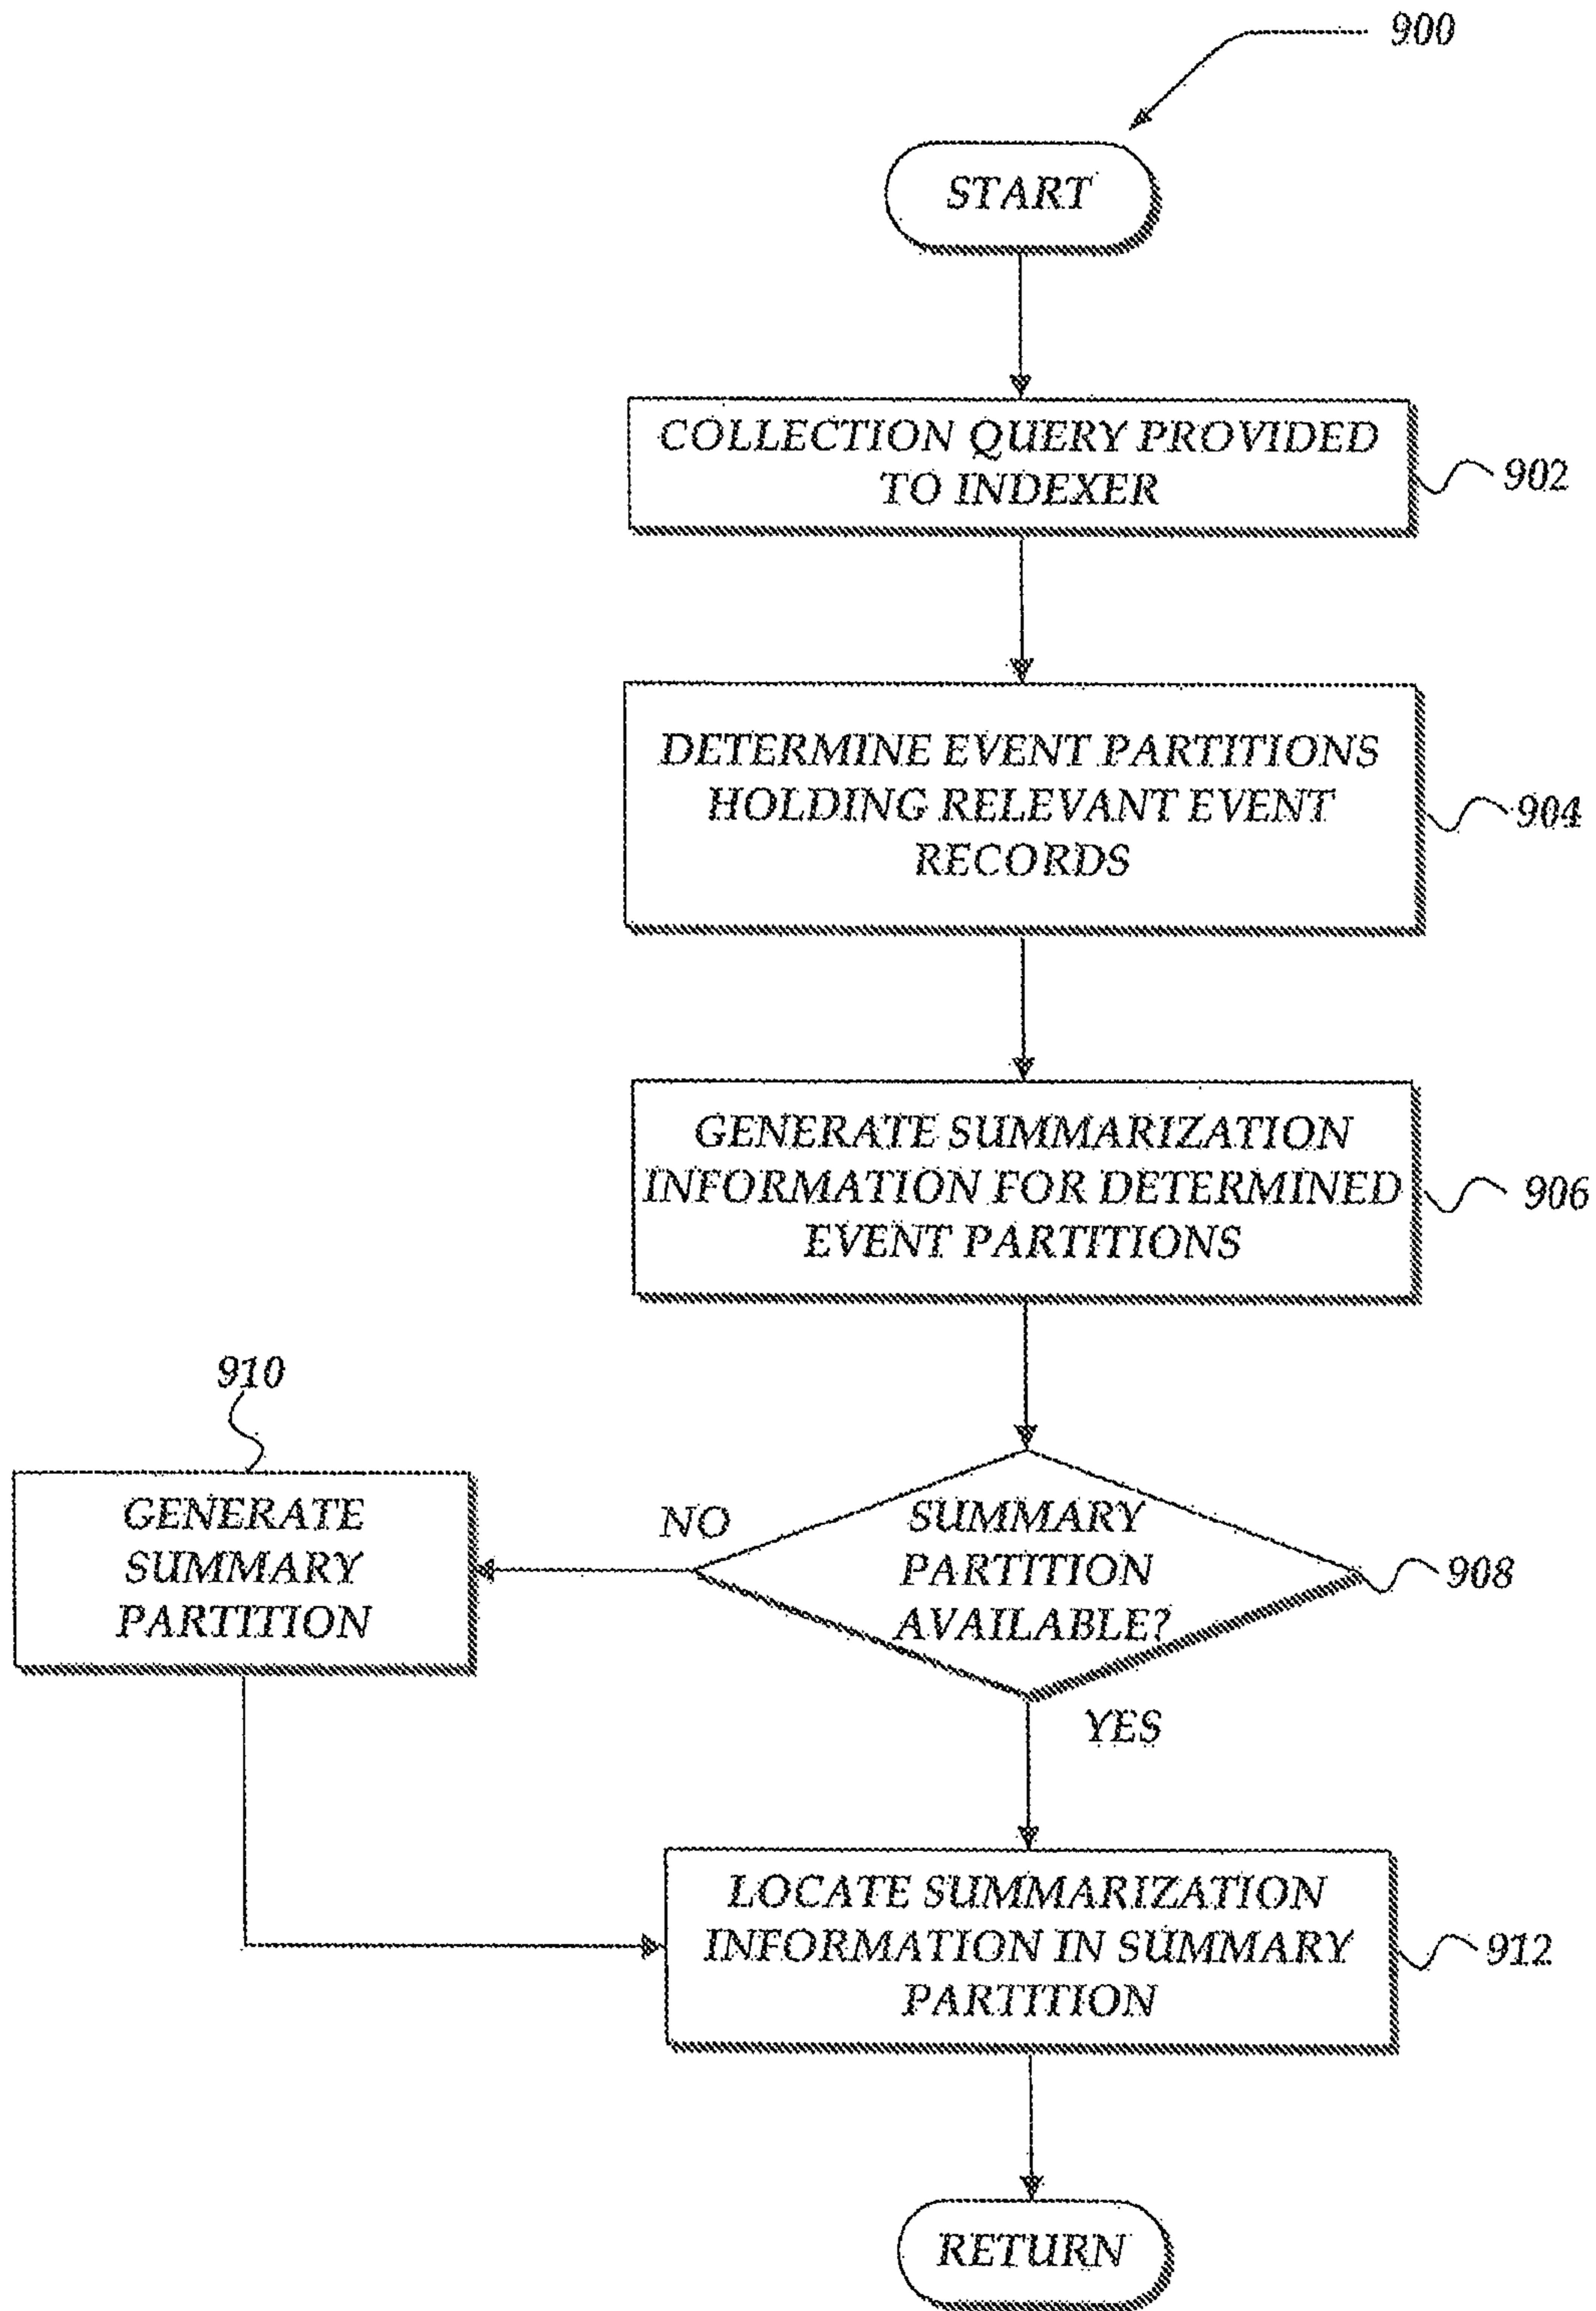 900
START
COLLECTION QUERY PROVIDED
TO INDEXER
902
DETERMINE EVENT PARTITIONS
HOLDING RELEVANT EVENT
RECORDS
904
GENERATE SUMMARIZATION
INFORMATION FOR DETERMINED
EVENT PARTITIONS
906
910
GENERATE
SUMMARY
PARTITION
NO
SUMMARY
PARTITION
AVAILABLE?
908
YES
LOCATE SUMMARIZATION
INFORMATION IN SUMMARY
PARTITION
912
RETURN